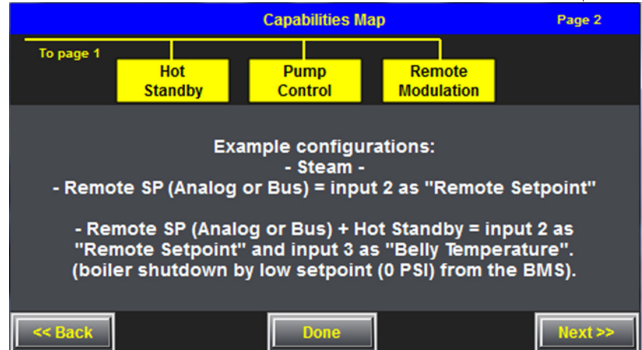 Capabilities Map
Page 2
To page 1
Hot
Standby
Pump
Control
Remote
Modulation
Example configurations:
- Steam -
- Remote SP (Analog or Bus) = input 2 as "Remote Setpoint"
- Remote SP (Analog or Bus) + Hot Standby = input 2 as
"Remote Setpoint" and input 3 as "Belly Temperature".
(boiler shutdown by low setpoint (0 PSI) from the BMS).
<< Back
Done
Next >>